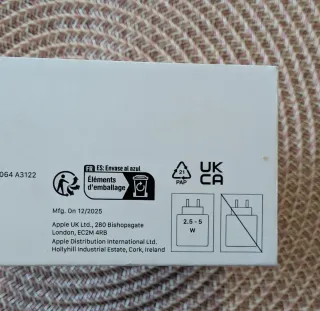 064 A3122
FR ES: Envase al azul
Éléments
d'emballage
21
PAP
UK
CA
Mfg. On 12/2025
Apple UK Ltd., 280 Bishopsgate
London, EC2M 4RB
Apple Distribution International Ltd.
Hollyhill Industrial Estate, Cork, Ireland
2.5 - 5
W